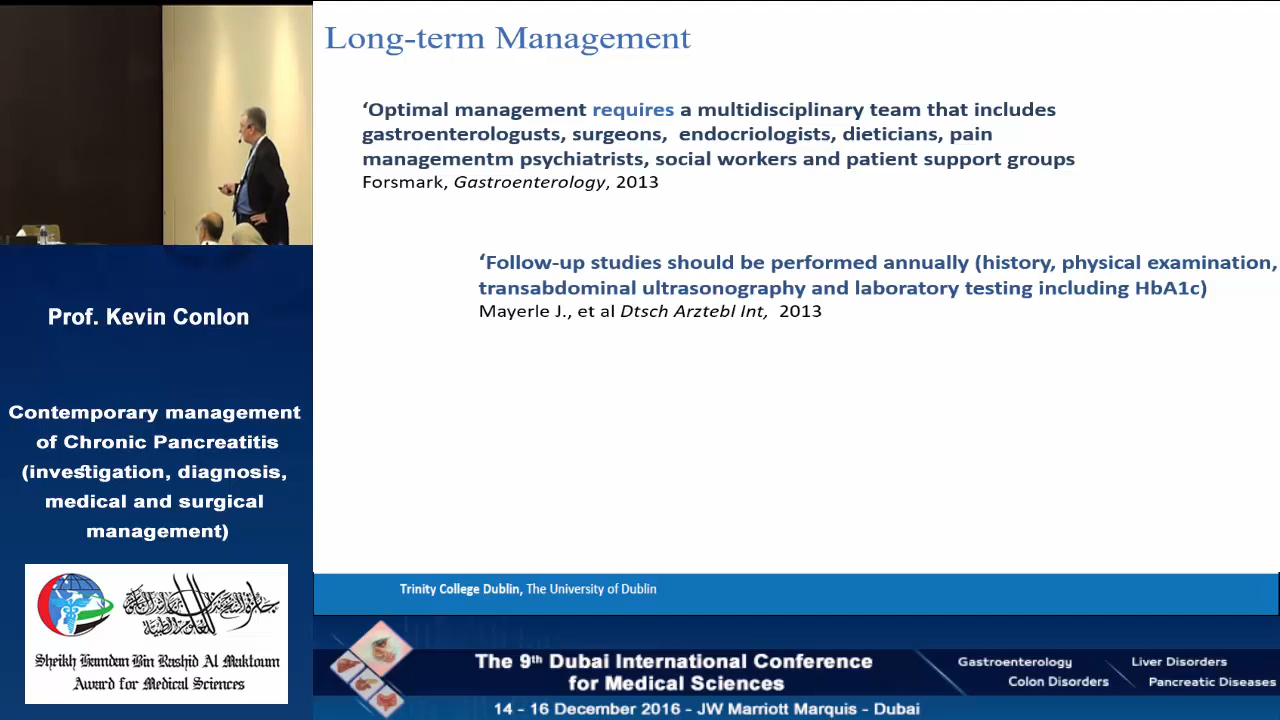 Long-term Management
‘Optimal management requires a multidisciplinary team that includes
gastroenterologusts, surgeons, endocriologists, dieticians, pain
managementm psychiatrists, social workers and patient support groups
Forsmark, Gastroenterology, 2013
‘Follow-up studies should be performed annually (history, physical examination,
transabdominal ultrasonography and laboratory testing including HbA1c)
Mayerle J., et al Dtsch Arztebl Int, 2013
Trinity College Dublin, The University of Dublin
Prof. Kevin Conlon
Contemporary management
of Chronic Pancreatitis
(investigation, diagnosis,
medical and surgical
management)
Sheikh Hamdan Bin Rashid Al Maktoum
Award for Medical Sciences
The 9th Dubai International Conference
for Medical Sciences
14 - 16 December 2016 - JW Marriott Marquis - Dubai
Gastroenterology
Liver Disorders
Colon Disorders
Pancreatic Diseases